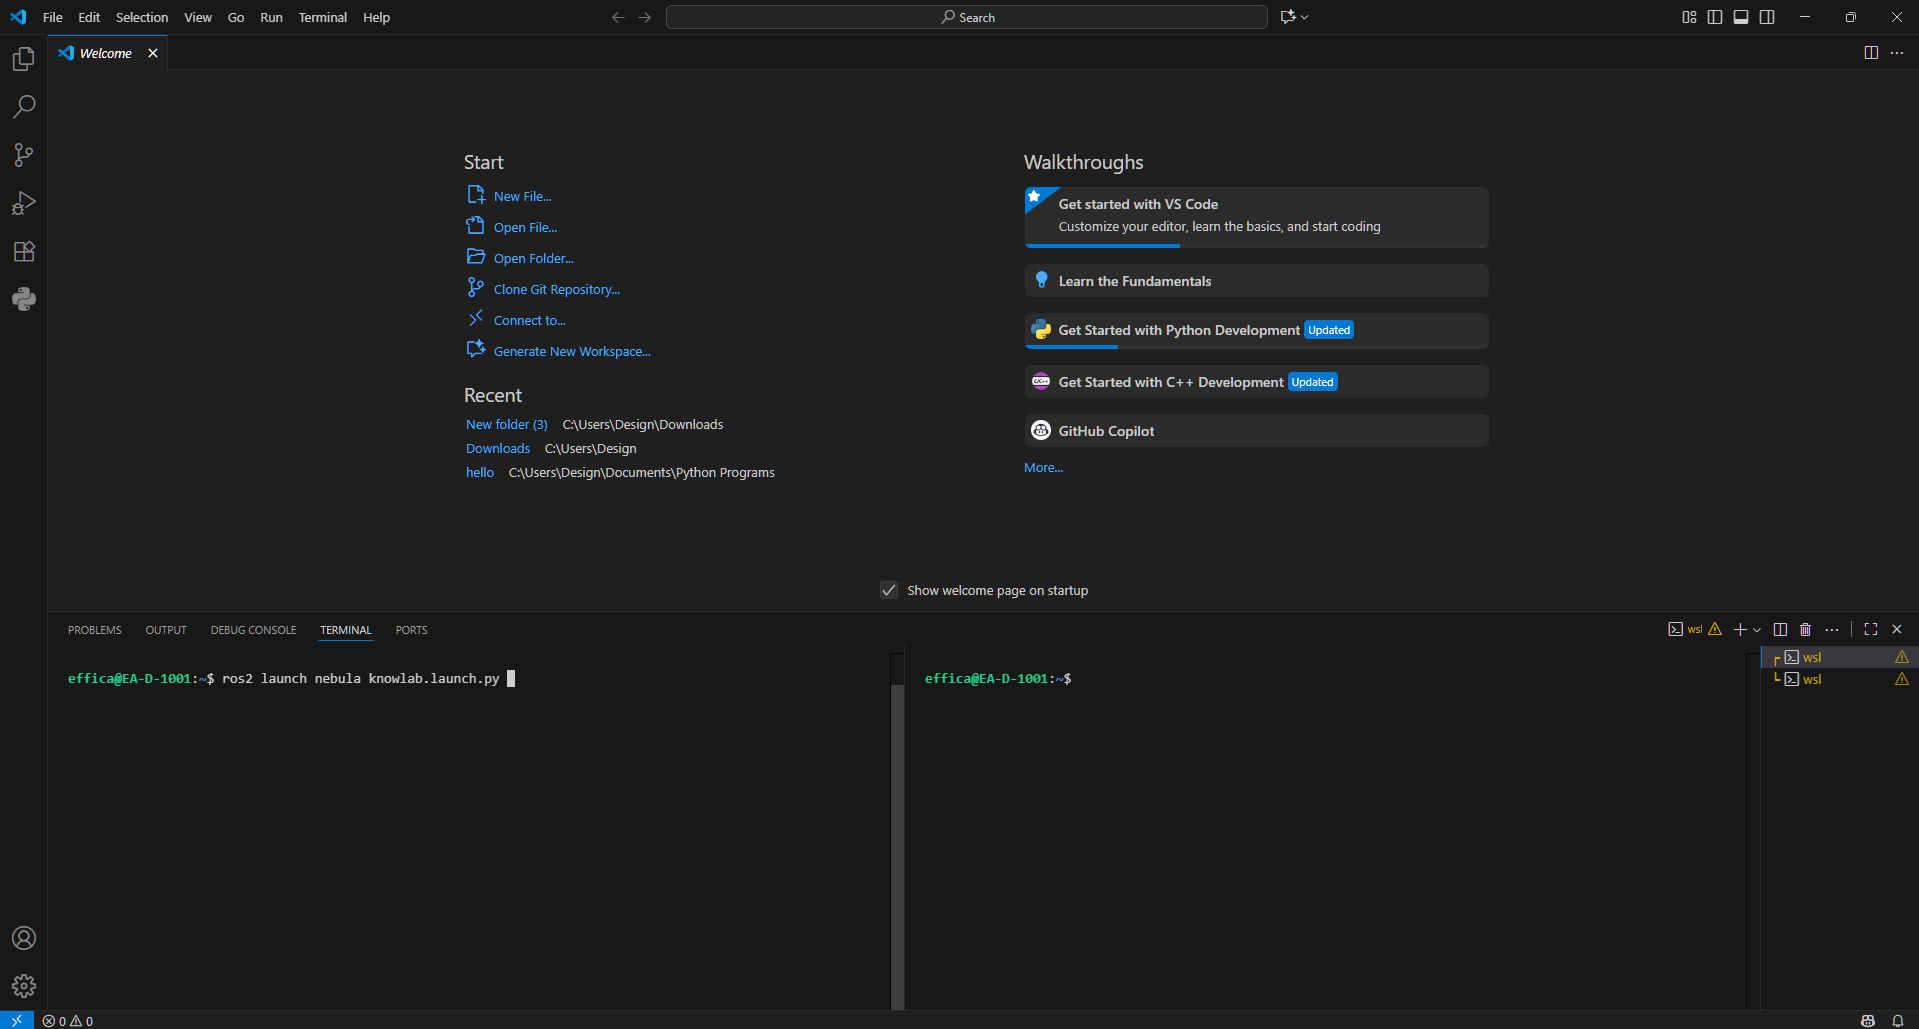 File Edit Selection View Go Run Terminal Help
Search
Welcome
Start
New File...
Open File...
Open Folder...
Clone Git Repository...
Connect to...
Generate New Workspace...
Recent
New folder (3) C:\Users\Design\Downloads
Downloads C:\Users\Design
hello C:\Users\Design\Documents\Python Programs
Walkthroughs
Get started with VS Code
Customize your editor, learn the basics, and start coding
Learn the Fundamentals
Get Started with Python Development Updated
Get Started with C++ Development Updated
GitHub Copilot
More...
Show welcome page on startup
PROBLEMS OUTPUT DEBUG CONSOLE TERMINAL PORTS
wsl
effica@EA-D-1001:~$ ros2 launch nebula knowlab.launch.py
effica@EA-D-1001:~$
wsl
wsl
0 0